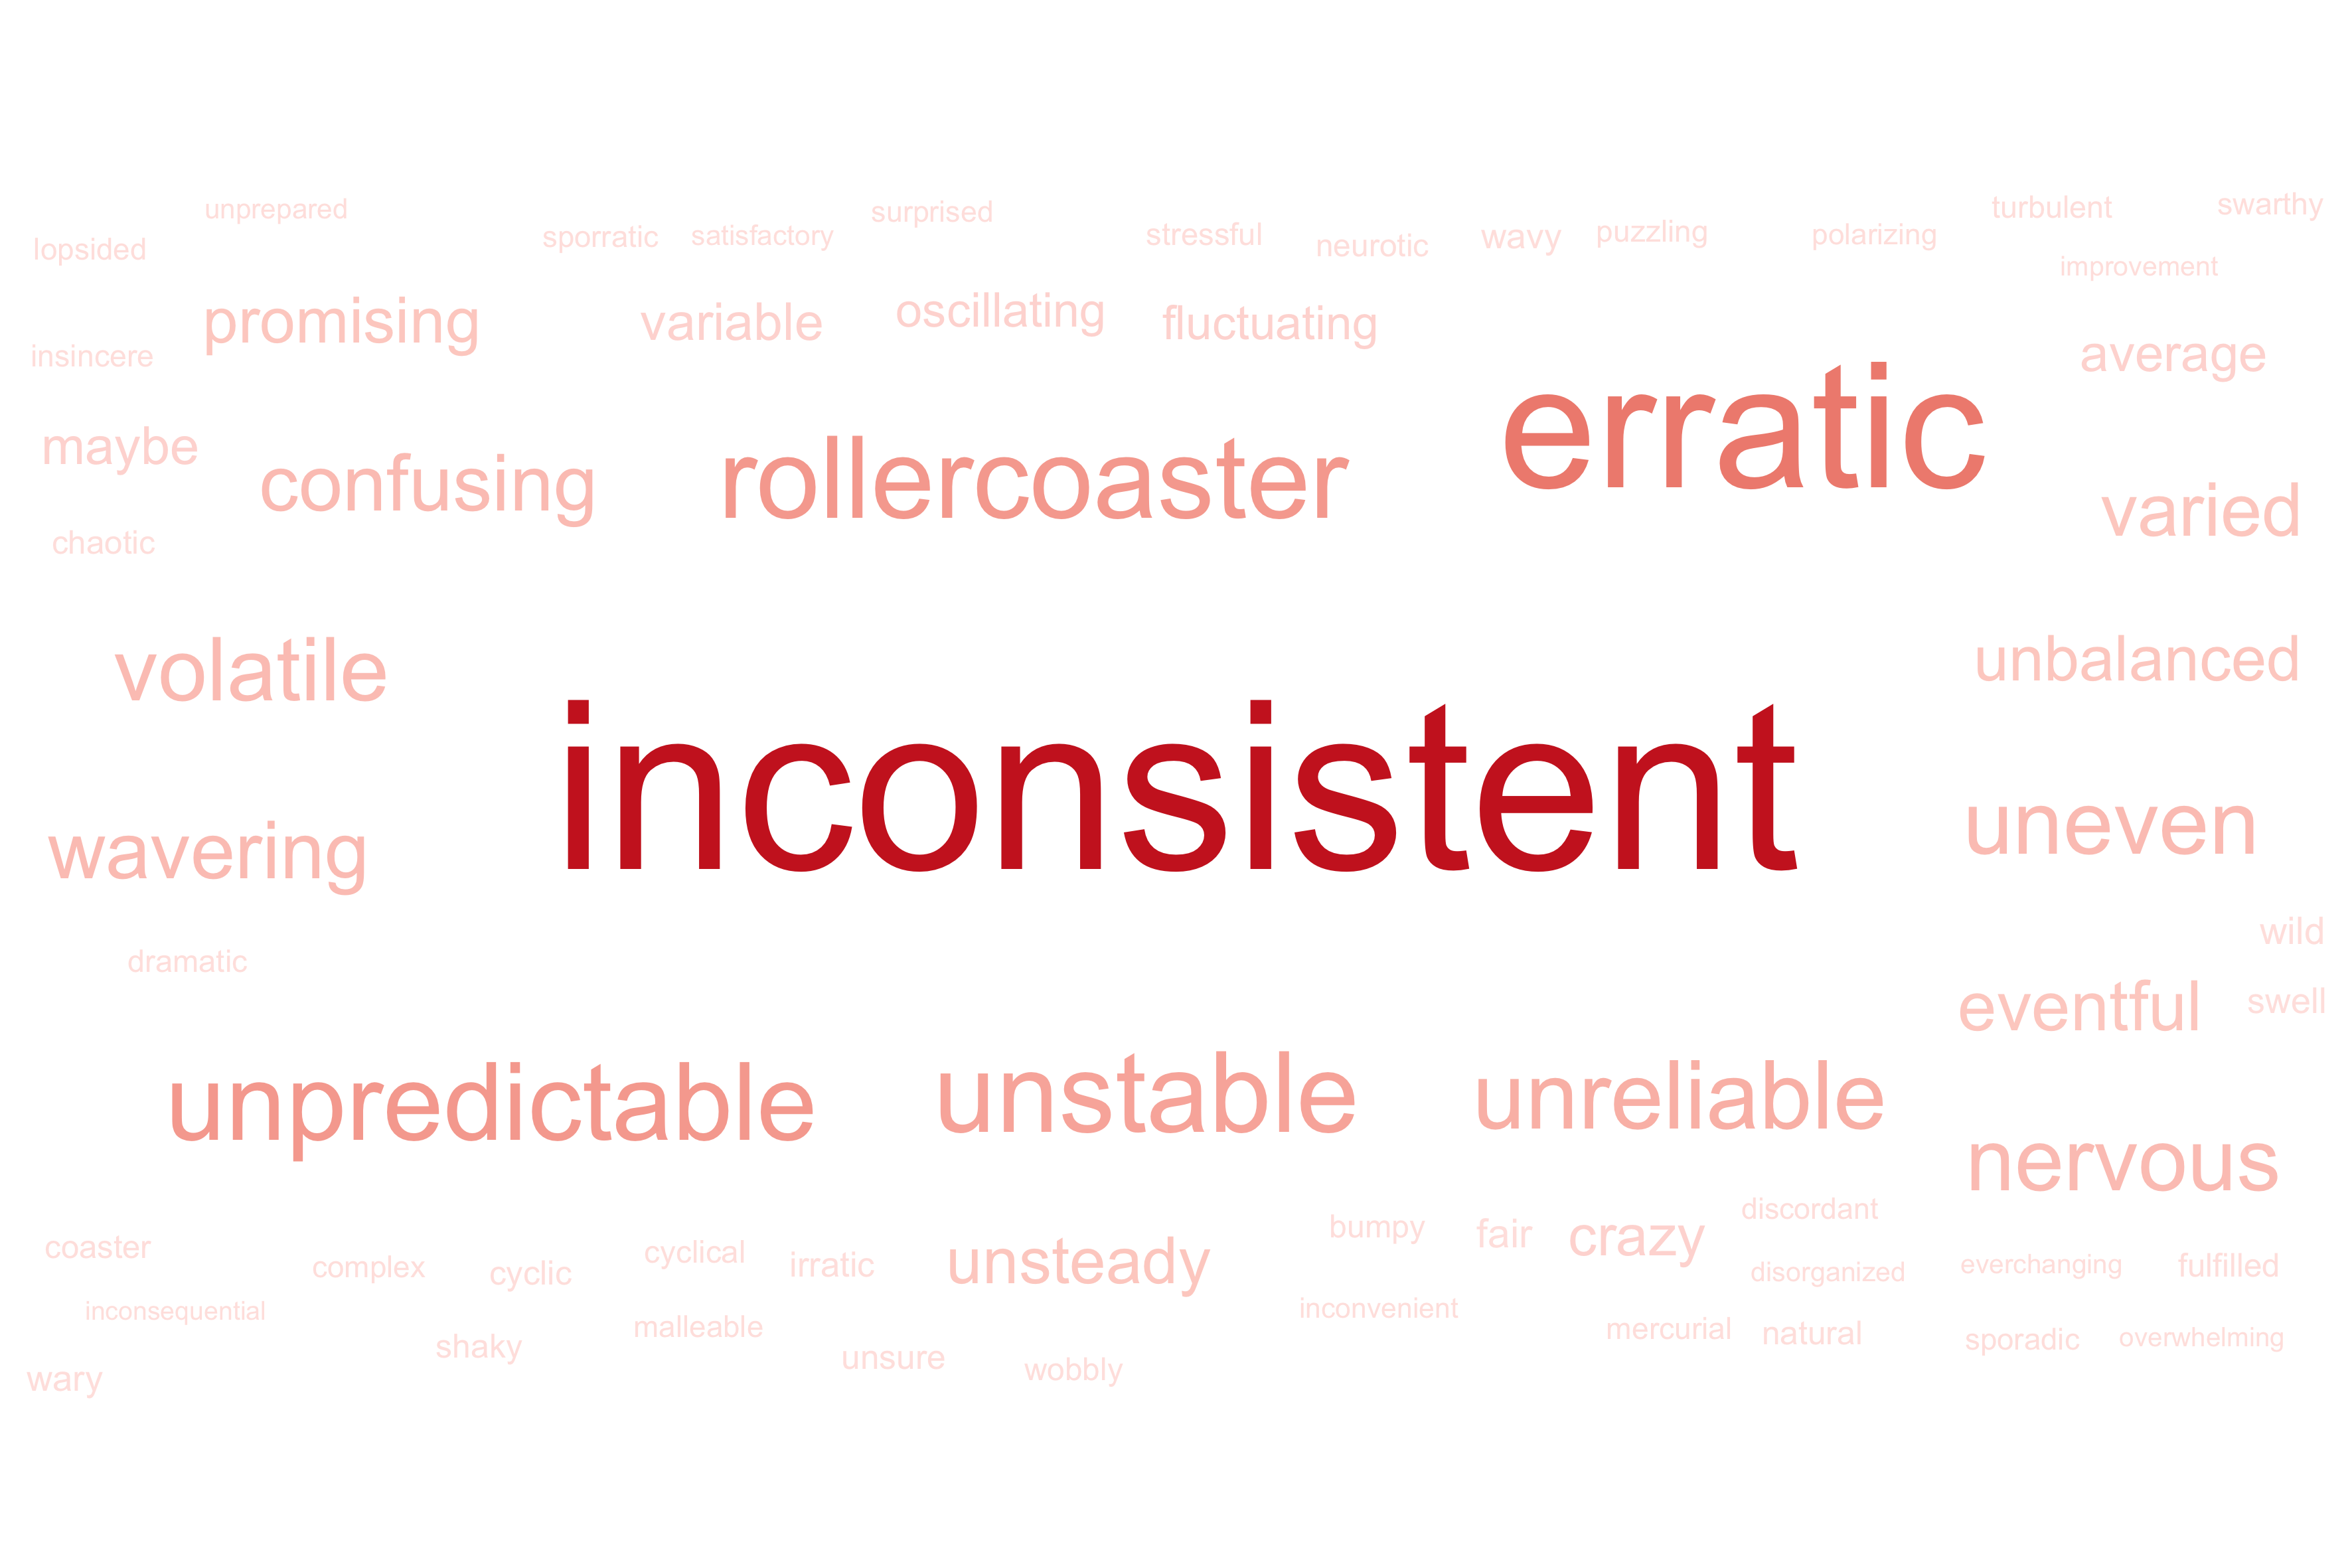 unprepared
surprised
turbulent
swarthy
lopsided
sporratic
satisfactory
stressful
neurotic
wavy
puzzling
polarizing
improvement
promising
variable
oscillating
fluctuating
insincere
average
maybe
confusing
rollercoaster
erratic
varied
chaotic
volatile
unbalanced
inconsistent
wavering
uneven
wild
dramatic
eventful
swell
unpredictable
unstable
unreliable
nervous
coaster
complex
cyclic
cyclical
irratic
unsteady
bumpy
fair
crazy
discordant
disorganized
everchanging
fulfilled
inconsequential
shaky
malleable
unsure
wobbly
inconvenient
mercurial
natural
sporadic
overwhelming
wary